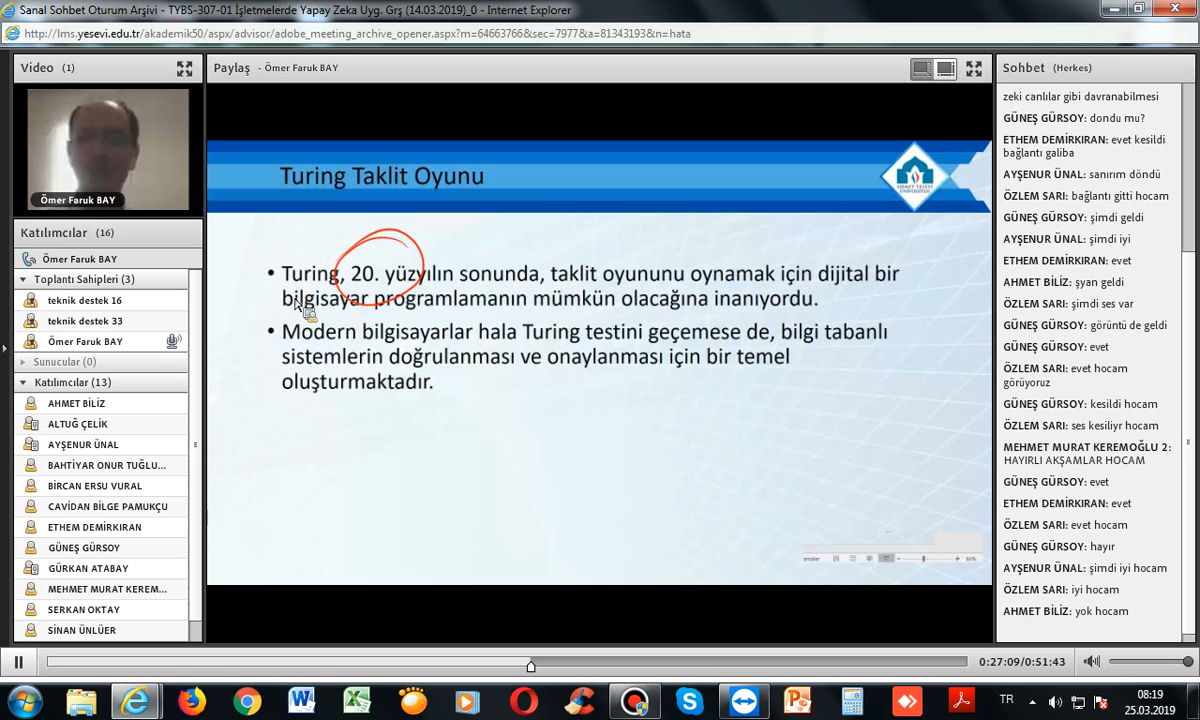 Sanal Sohbet Oturum Arşivi - TYBS-307-01 İşletmelerde Yapay Zeka Uyg. Grş (14.03.2019)_0 - Internet Explorer
http://lms.yesevi.edu.tr/akademik50/aspx/advisor/adobe_meeting_archive_opener.aspx?m=64663766&sec=7977&a=81343193&n=hata
Video (1)
Ömer Faruk BAY
Katılımcılar (16)
Ömer Faruk BAY
Toplantı Sahipleri (3)
teknik destek 16
teknik destek 33
Ömer Faruk BAY
Sunucular (0)
Katılımcılar (13)
AHMET BİLİZ
ALTUĞ ÇELİK
AYŞENUR ÜNAL
BAHTİYAR ONUR TUĞLU...
BİRCAN ERSU VURAL
CAVİDAN BİLGE PAMUKÇU
ETHEM DEMİRKIRAN
GÜNEŞ GÜRSOY
GÜRKAN ATABAY
MEHMET MURAT KEREM...
SERKAN OKTAY
SİNAN ÜNLÜER
Paylaş - Ömer Faruk BAY
Turing Taklit Oyunu
AHMET YESEVİ
ÜNİVERSİTESİ
• Turing, 20. yüzyılın sonunda, taklit oyununu oynamak için dijital bir
bilgisayar programlamanın mümkün olacağına inanıyordu.
• Modern bilgisayarlar hala Turing testini geçemese de, bilgi tabanlı
sistemlerin doğrulanması ve onaylanması için bir temel
oluşturmaktadır.
Sohbet (Herkes)
zeki canlılar gibi davranabilmesi
GÜNEŞ GÜRSOY: dondu mu?
ETHEM DEMİRKIRAN: evet kesildi
bağlantı galiba
AYŞENUR ÜNAL: sanırım döndü
ÖZLEM SARI: bağlantı gitti hocam
GÜNEŞ GÜRSOY: şimdi geldi
AYŞENUR ÜNAL: şimdi iyi
ETHEM DEMİRKIRAN: evet
AHMET BİLİZ: şyan geldi
ÖZLEM SARI: şimdi ses var
GÜNEŞ GÜRSOY: görüntü de geldi
GÜNEŞ GÜRSOY: evet
ÖZLEM SARI: evet hocam
görüyoruz
GÜNEŞ GÜRSOY: kesildi hocam
ÖZLEM SARI: ses kesiliyr hocam
MEHMET MURAT KEREMOĞLU 2:
HAYIRLI AKŞAMLAR HOCAM
GÜNEŞ GÜRSOY: evet
ETHEM DEMİRKIRAN: evet
ÖZLEM SARI: evet hocam
GÜNEŞ GÜRSOY: hayır
AYŞENUR ÜNAL: şimdi iyi hocam
ÖZLEM SARI: iyi hocam
AHMET BİLİZ: yok hocam
0:27:09/0:51:43
TR
08:19
25.03.2019